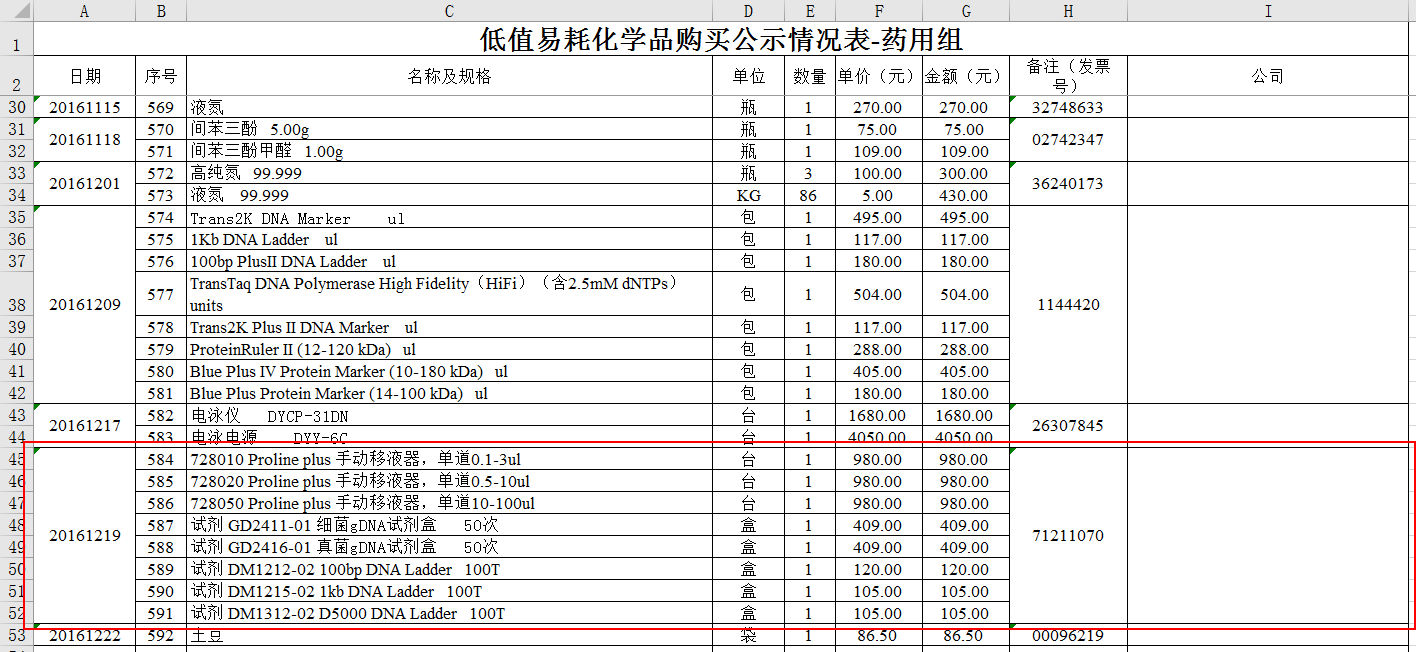 A B C D E F G H I
1 低值易耗化学品购买公示情况表-药用组
2 日期 序号 名称及规格 单位 数量 单价（元） 金额（元） 备注（发票号） 公司
30 20161115 569 液氮 瓶 1 270.00 270.00 32748633
31 20161118 570 间苯三酚 5.00g 瓶 1 75.00 75.00 02742347
32 571 间苯三酚甲醛 1.00g 瓶 1 109.00 109.00
33 20161201 572 高纯氮 99.999 瓶 3 100.00 300.00 36240173
34 573 液氮 99.999 KG 86 5.00 430.00
35 574 Trans2K DNA Marker ul 包 1 495.00 495.00
36 575 1Kb DNA Ladder ul 包 1 117.00 117.00
37 576 100bp PlusII DNA Ladder ul 包 1 180.00 180.00
38 20161209 577 TransTaq DNA Polymerase High Fidelity（HiFi）（含2.5mM dNTPs） units 包 1 504.00 504.00 1144420
39 578 Trans2K Plus II DNA Marker ul 包 1 117.00 117.00
40 579 ProteinRuler II (12-120 kDa) ul 包 1 288.00 288.00
41 580 Blue Plus IV Protein Marker (10-180 kDa) ul 包 1 405.00 405.00
42 581 Blue Plus Protein Marker (14-100 kDa) ul 包 1 180.00 180.00
43 20161217 582 电泳仪 DYCP-31DN 台 1 1680.00 1680.00 26307845
44 583 电泳电源 DYY-6C 台 1 4050.00 4050.00
45 584 728010 Proline plus 手动移液器，单道0.1-3ul 台 1 980.00 980.00
46 585 728020 Proline plus 手动移液器，单道0.5-10ul 台 1 980.00 980.00
47 586 728050 Proline plus 手动移液器，单道10-100ul 台 1 980.00 980.00
48 20161219 587 试剂 GD2411-01 细菌gDNA试剂盒 50次 盒 1 409.00 409.00 71211070
49 588 试剂 GD2416-01 真菌gDNA试剂盒 50次 盒 1 409.00 409.00
50 589 试剂 DM1212-02 100bp DNA Ladder 100T 盒 1 120.00 120.00
51 590 试剂 DM1215-02 1kb DNA Ladder 100T 盒 1 105.00 105.00
52 591 试剂 DM1312-02 D5000 DNA Ladder 100T 盒 1 105.00 105.00
53 20161222 592 土豆 袋 1 86.50 86.50 00096219